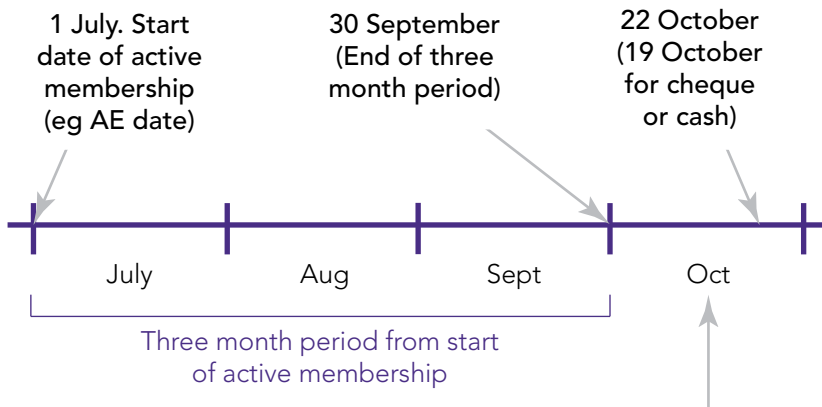 1 July. Start
date of active
membership
(eg AE date)
30 September
(End of three
month period)
22 October
(19 October
for cheque
or cash)
July
Aug
Sept
Oct
Three month period from start
of active membership